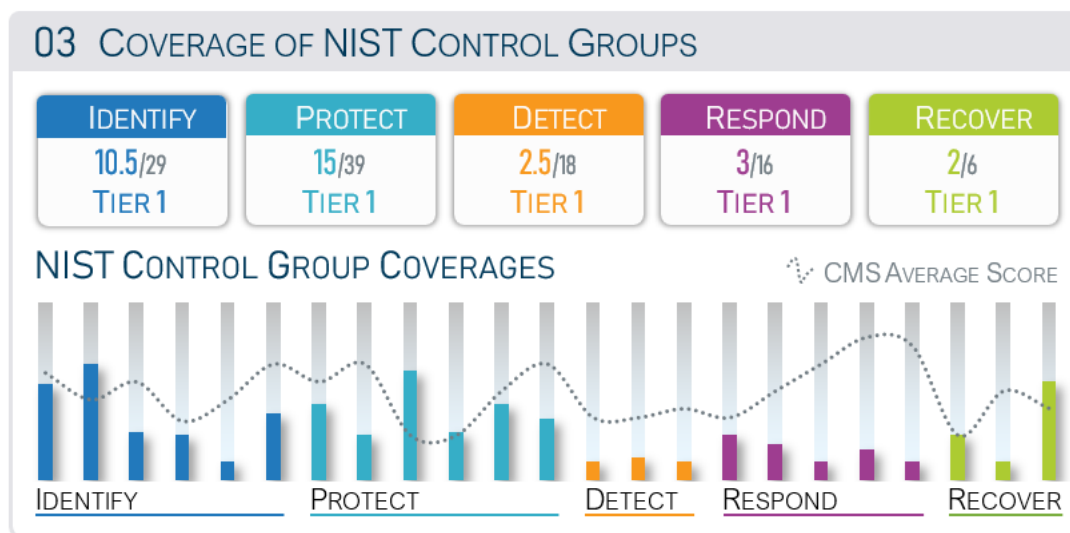 03 Coverage of NIST Control Groups
Identify
10.5/29
Tier 1
Protect
15/39
Tier 1
Detect
2.5/18
Tier 1
Respond
3/16
Tier 1
Recover
2/6
Tier 1
NIST Control Group Coverages
CMS Average Score
Identify
Protect
Detect
Respond
Recover